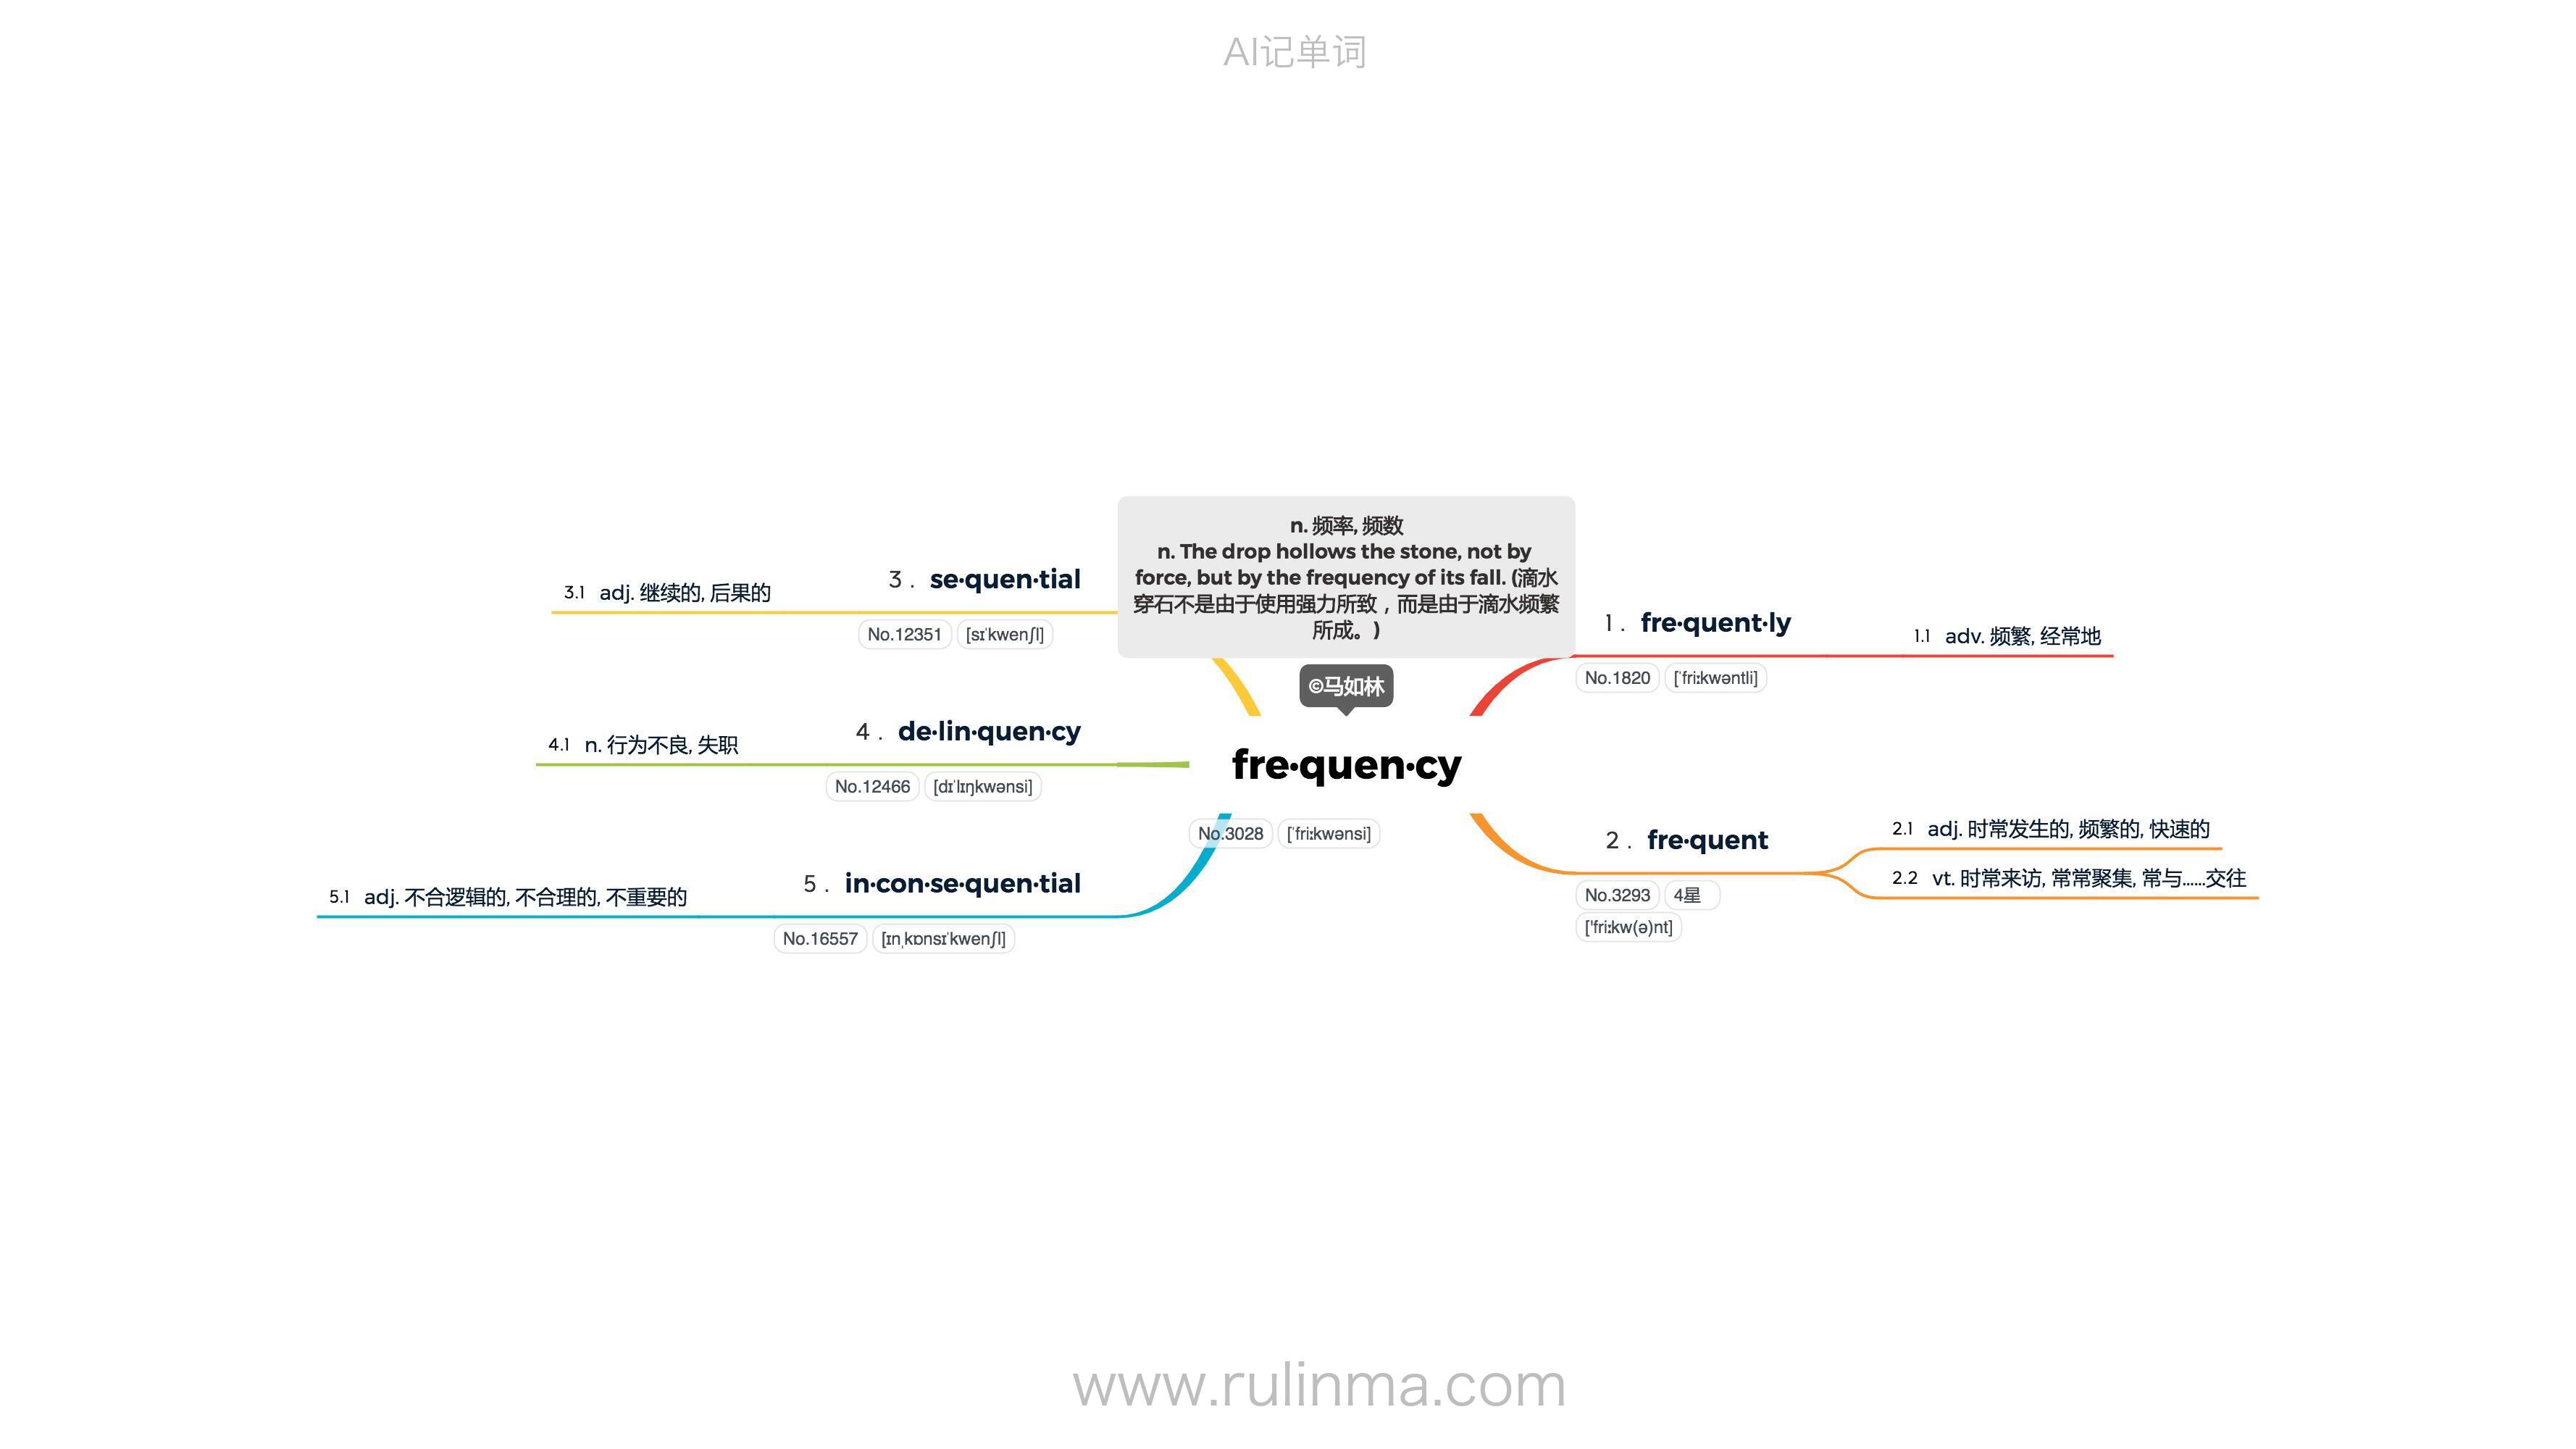 AI记单词
n. 频率, 频数
n. The drop hollows the stone, not by
force, but by the frequency of its fall. (滴水
穿石不是由于使用强力所致，而是由于滴水频繁
所成。)
©马如林
fre·quen·cy
No.3028 [ˈfriːkwənsi]
1. fre·quent·ly
No.1820 [ˈfriːkwəntli]
1.1 adv. 频繁, 经常地
2. fre·quent
No.3293 4星
['friːkw(ə)nt]
2.1 adj. 时常发生的, 频繁的, 快速的
2.2 vt. 时常来访, 常常聚集, 常与……交往
3. se·quen·tial
No.12351 [sɪˈkwenʃl]
3.1 adj. 继续的, 后果的
4. de·lin·quen·cy
No.12466 [dɪˈlɪŋkwənsi]
4.1 n. 行为不良, 失职
5. in·con·se·quen·tial
No.16557 [ɪnˌkɒnsɪˈkwenʃl]
5.1 adj. 不合逻辑的, 不合理的, 不重要的
www.rulinma.com